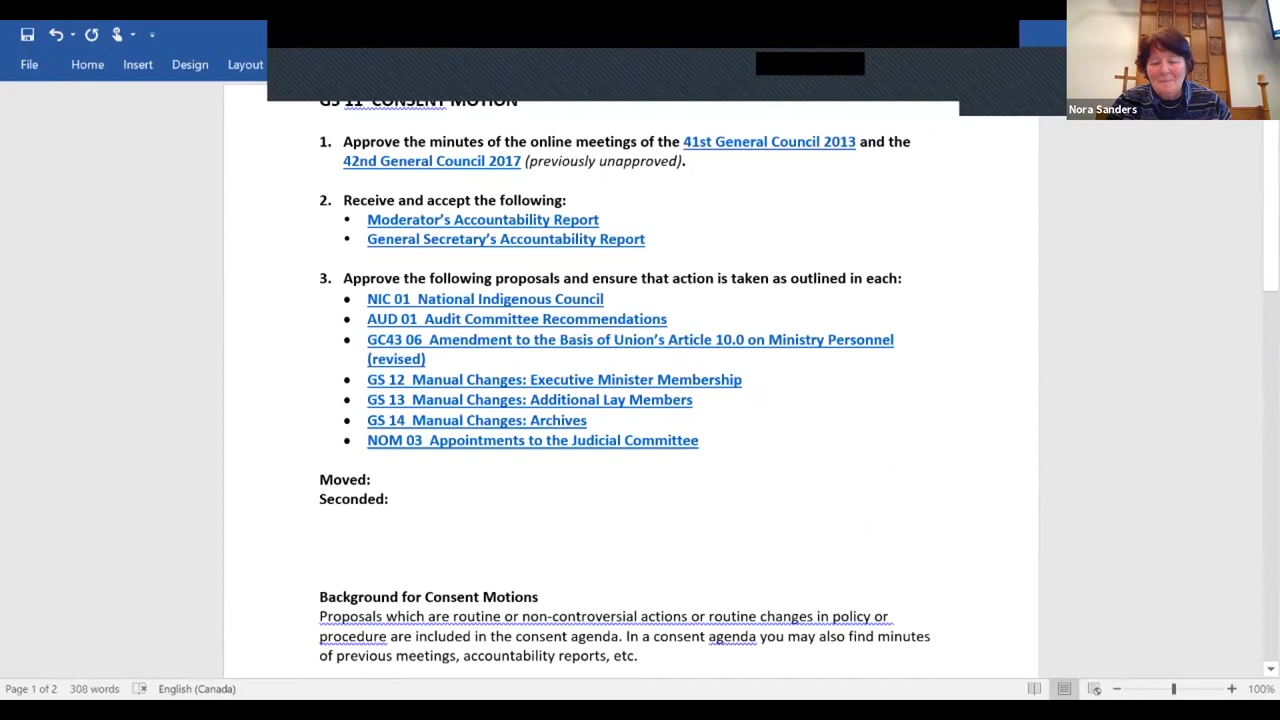 File Home Insert Design Layout
Nora Sanders
GS 11 CONSENT MOTION
1. Approve the minutes of the online meetings of the 41st General Council 2013 and the
42nd General Council 2017 (previously unapproved).
2. Receive and accept the following:
• Moderator’s Accountability Report
• General Secretary’s Accountability Report
3. Approve the following proposals and ensure that action is taken as outlined in each:
• NIC 01 National Indigenous Council
• AUD 01 Audit Committee Recommendations
• GC43 06 Amendment to the Basis of Union’s Article 10.0 on Ministry Personnel
(revised)
• GS 12 Manual Changes: Executive Minister Membership
• GS 13 Manual Changes: Additional Lay Members
• GS 14 Manual Changes: Archives
• NOM 03 Appointments to the Judicial Committee
Moved:
Seconded:
Background for Consent Motions
Proposals which are routine or non-controversial actions or routine changes in policy or
procedure are included in the consent agenda. In a consent agenda you may also find minutes
of previous meetings, accountability reports, etc.
Page 1 of 2 308 words English (Canada) 100%